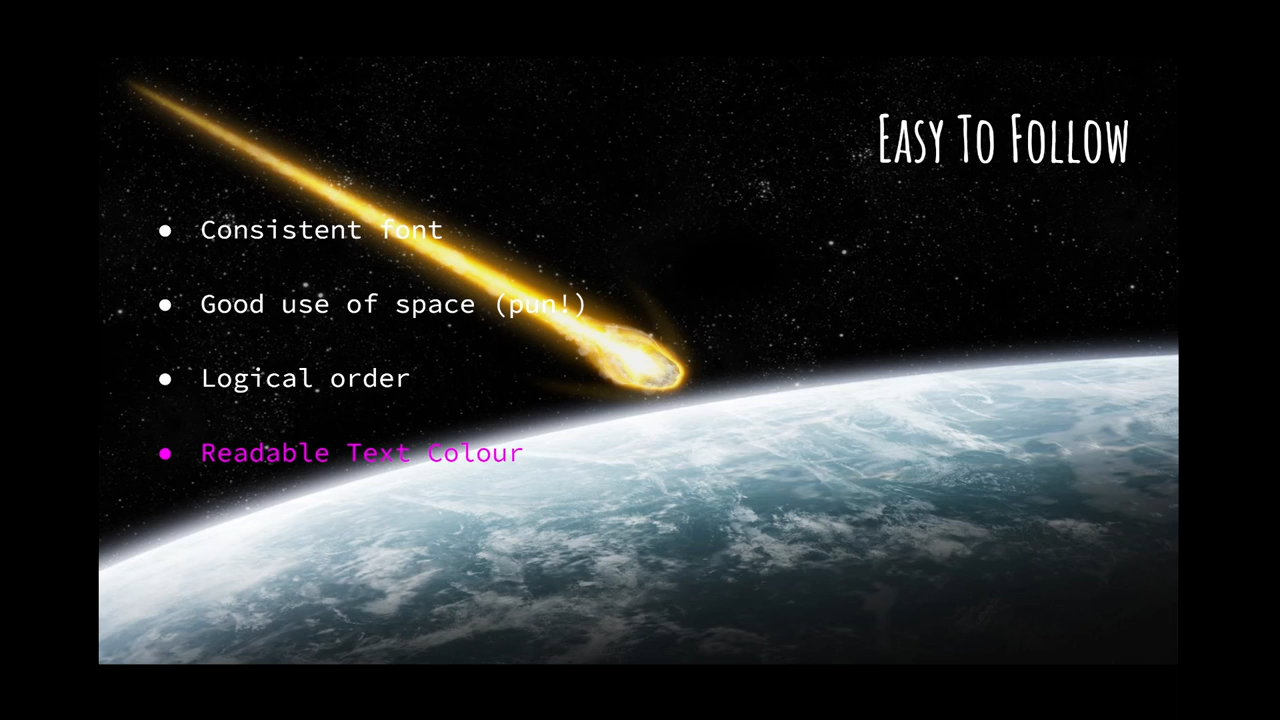 Easy To Follow
● Consistent font
● Good use of space (pun!)
● Logical order
● Readable Text Colour